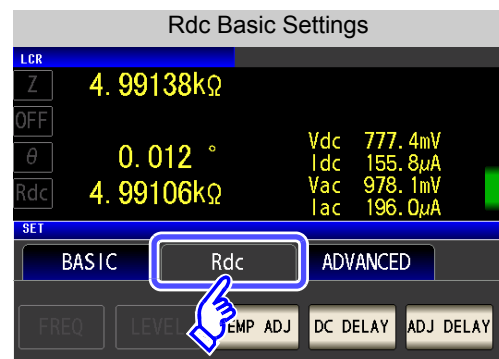 Rdc Basic Settings
LCR
Z 4.99138kΩ
OFF
θ 0.012 °
Rdc 4.99106kΩ
Vdc 777.4mV
Idc 155.8μA
Vac 978.1mV
Iac 196.0μA
SET
BASIC Rdc ADVANCED
FREQ LEVEL EMP ADJ DC DELAY ADJ DELAY